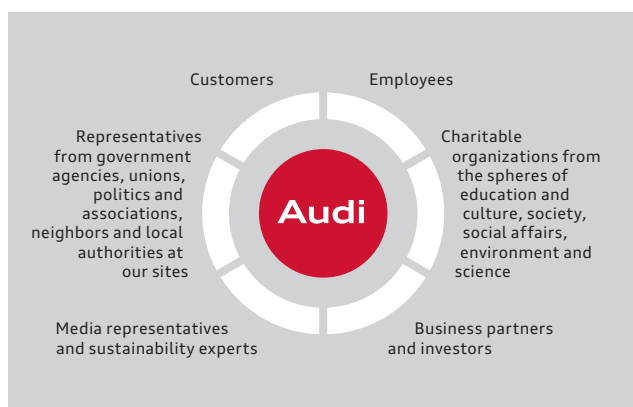 Customers
Employees
Representatives
from government
agencies, unions,
politics and
associations,
neighbors and local
authorities at
our sites
Audi
Charitable
organizations from
the spheres of
education and
culture, society,
social affairs,
environment and
science
Media representatives
and sustainability experts
Business partners
and investors